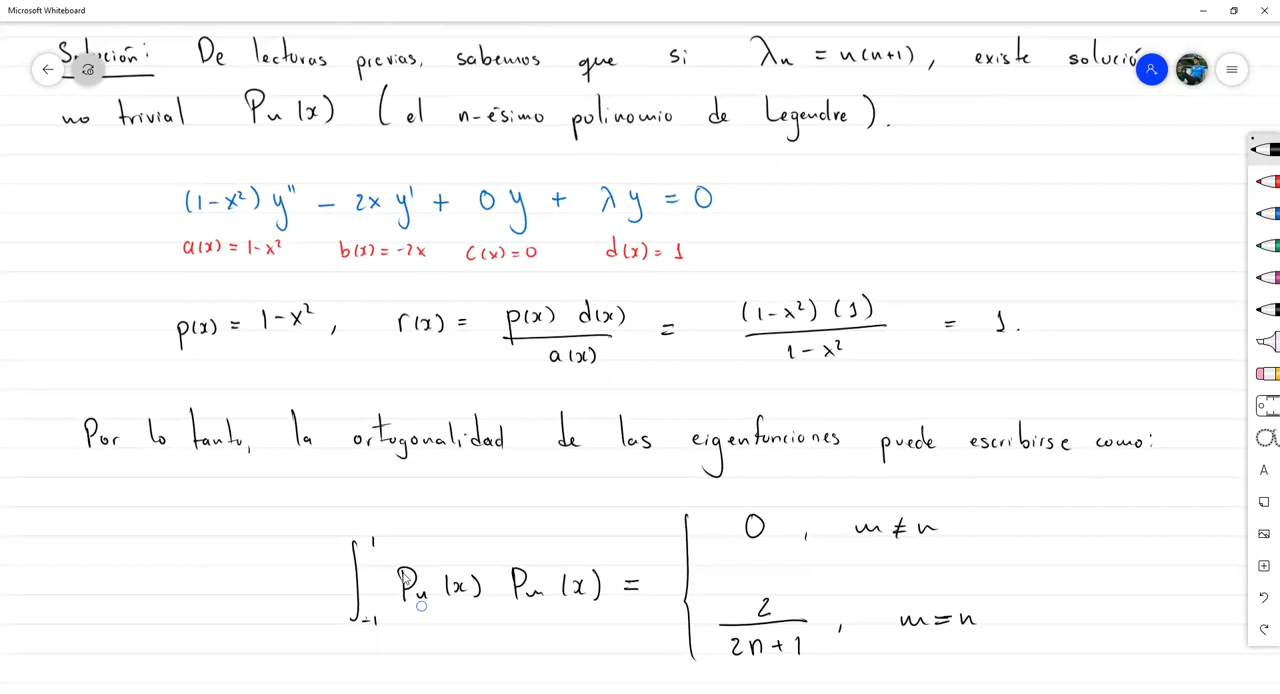 Microsoft Whiteboard
Solución: De lecturas previas, sabemos que si λₙ = n(n+1), existe solució
no trivial Pₙ(x) (el n-ésimo polinomio de Legendre).
(1-x²) y'' - 2x y' + 0 y + λ y = 0
a(x) = 1-x² b(x) = -2x c(x) = 0 d(x) = 1
p(x) = 1-x², r(x) = p(x) d(x) / a(x) = (1-x²) (1) / 1-x² = 1.
Por lo tanto, la ortogonalidad de las eigenfunciones puede escribirse como:
∫₋₁¹ Pₙ(x) Pₘ(x) = { 0, m ≠ n
2 / 2n+1, m = n
A